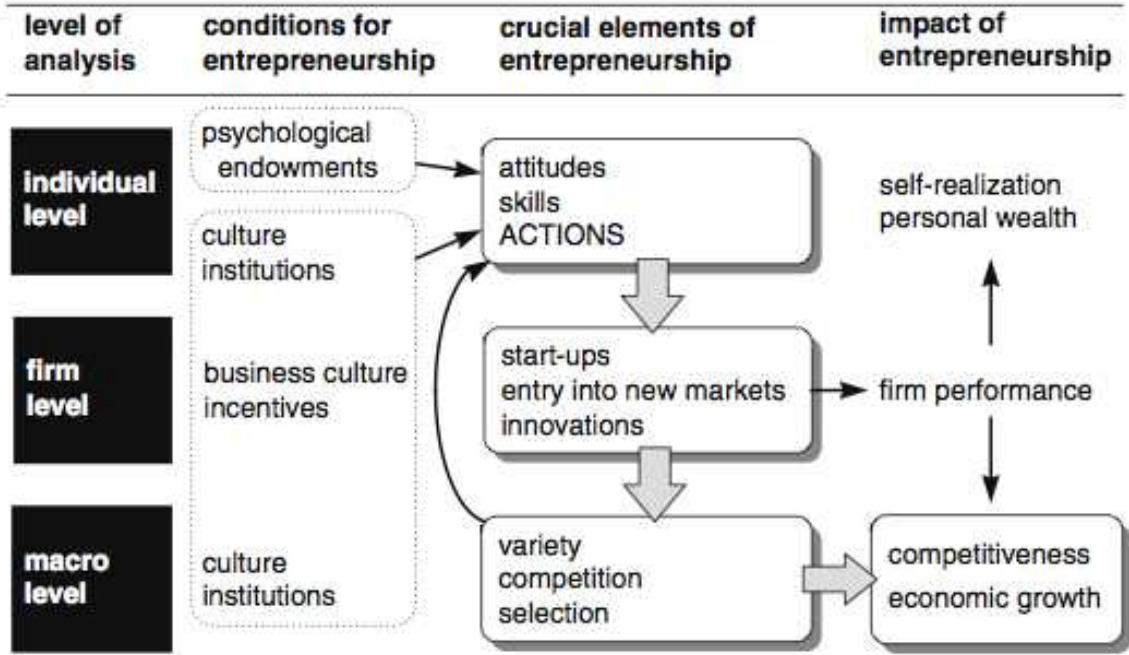 level of
analysis
conditions for
entrepreneurship
crucial elements of
entrepreneurship
impact of
entrepreneurship
individual
level
psychological
endowments
culture
institutions
attitudes
skills
ACTIONS
self-realization
personal wealth
firm
level
business culture
incentives
start-ups
entry into new markets
innovations
firm performance
macro
level
culture
institutions
variety
competition
selection
competitiveness
economic growth